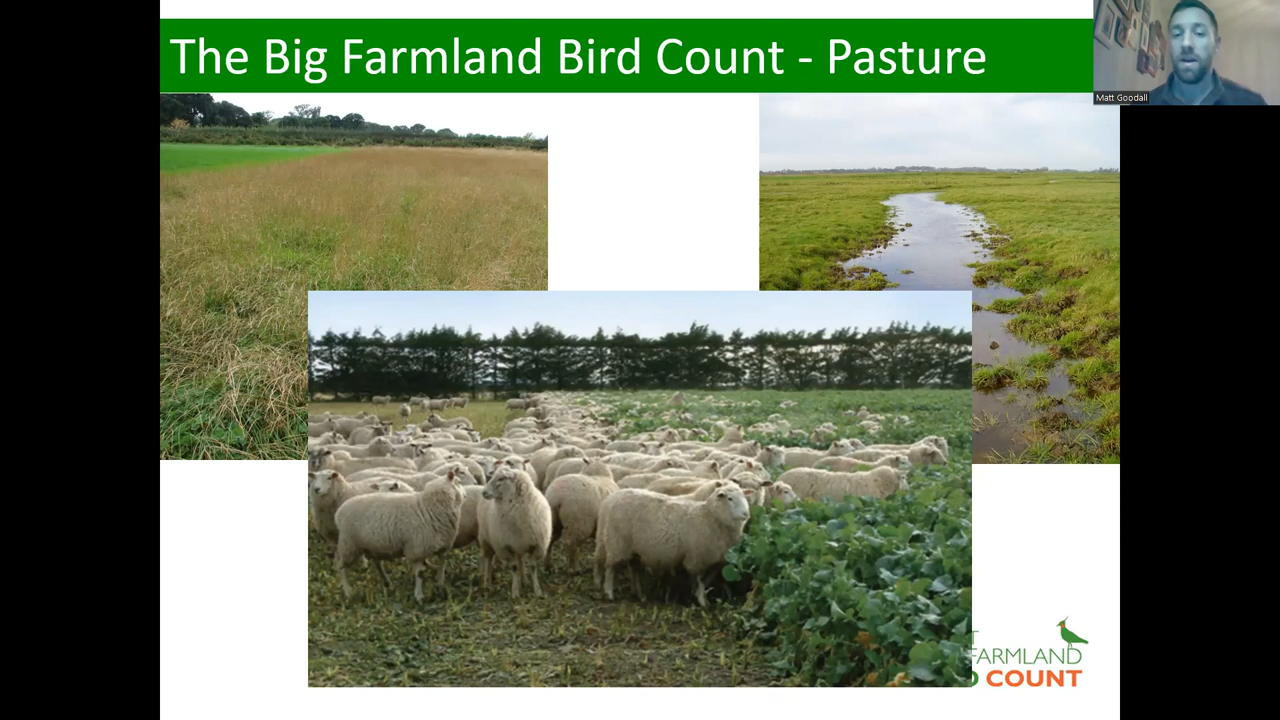 The Big Farmland Bird Count - Pasture
Matt Goodall
FARMLAND
COUNT